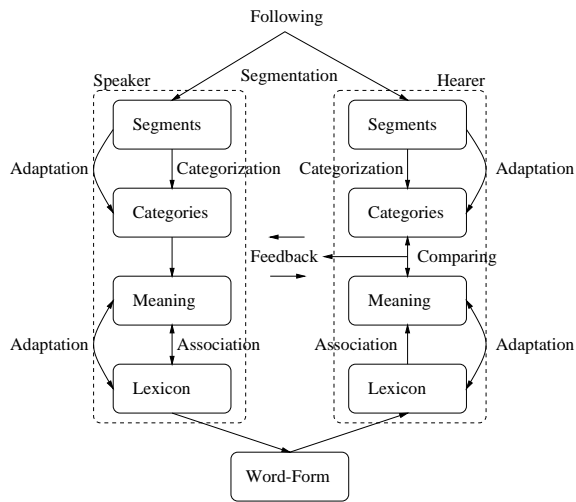 Following
Segmentation
Speaker
Hearer
Segments
Segments
Adaptation
Categorization
Categorization
Adaptation
Categories
Categories
Feedback
Comparing
Meaning
Meaning
Adaptation
Association
Association
Adaptation
Lexicon
Lexicon
Word-Form